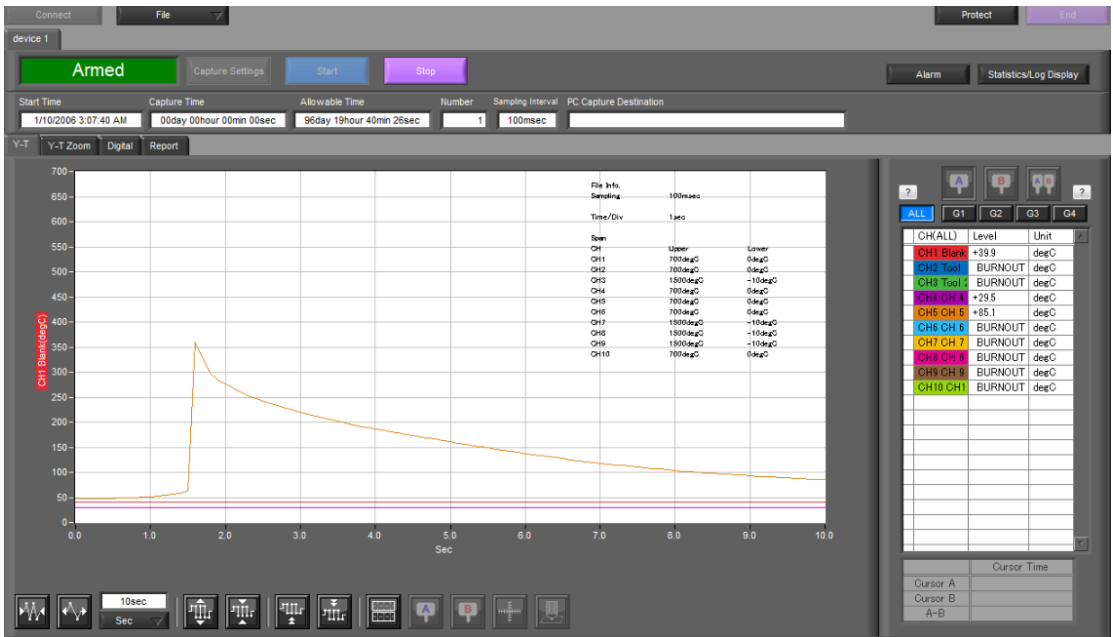 Connect File Protect End
device 1
Armed Capture Settings Start Stop Alarm Statistics/Log Display
Start Time Capture Time Allowable Time Number Sampling Interval PC Capture Destination
1/10/2006 3:07:40 AM 00day 00hour 00min 00sec 96day 19hour 40min 26sec 1 100msec
Y-T Y-T Zoom Digital Report
700
650
600
550
500
450
400
350
300
250
200
150
100
50
0
CH1 Blank(degC)
0.0 1.0 2.0 3.0 4.0 5.0 6.0 7.0 8.0 9.0 10.0
Sec
File Info.
Sampling 100msec
Time/Div 1sec
Span
CH Upper Lower
CH1 700degC 0degC
CH2 700degC 0degC
CH3 1300degC -10degC
CH4 700degC 0degC
CH5 700degC 0degC
CH6 700degC 0degC
CH7 1300degC -10degC
CH8 1300degC -10degC
CH9 1300degC -10degC
CH10 700degC 0degC
? A B A B ?
ALL G1 G2 G3 G4
CH(ALL) Level Unit
CH1 Blank +39.9 degC
CH2 Tool BURNOUT degC
CH3 Tool 2 BURNOUT degC
CH4 CH 4 +29.5 degC
CH5 CH 5 +85.1 degC
CH6 CH 6 BURNOUT degC
CH7 CH 7 BURNOUT degC
CH8 CH 8 BURNOUT degC
CH9 CH 9 BURNOUT degC
CH10 CH1 BURNOUT degC
Cursor Time
Cursor A
Cursor B
A-B
10sec
Sec
A B